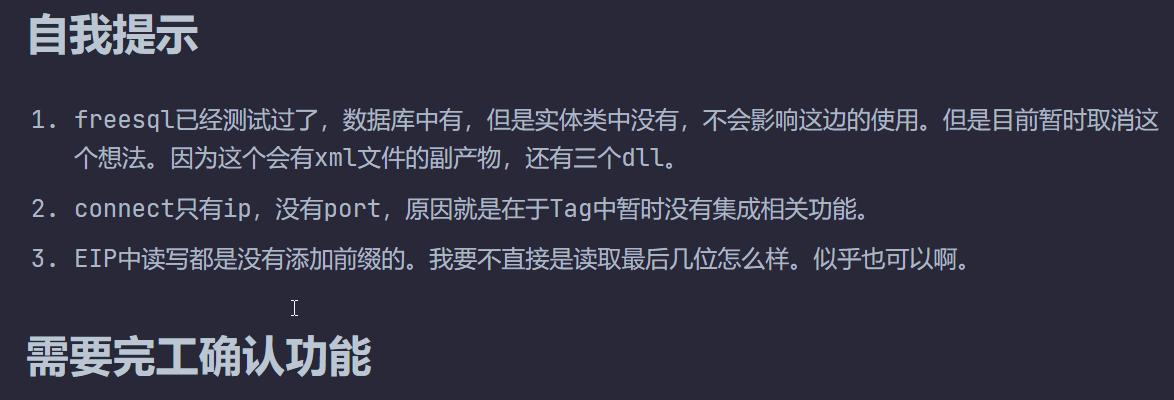 自我提示
1. freesql已经测试过了，数据库中有，但是实体类中没有，不会影响这边的使用。但是目前暂时取消这
个想法。因为这个会有xml文件的副产物，还有三个dll。
2. connect只有ip，没有port，原因就是在于Tag中暂时没有集成相关功能。
3. EIP中读写都是没有添加前缀的。我要不直接是读取最后几位怎么样。似乎也可以啊。
需要完工确认功能